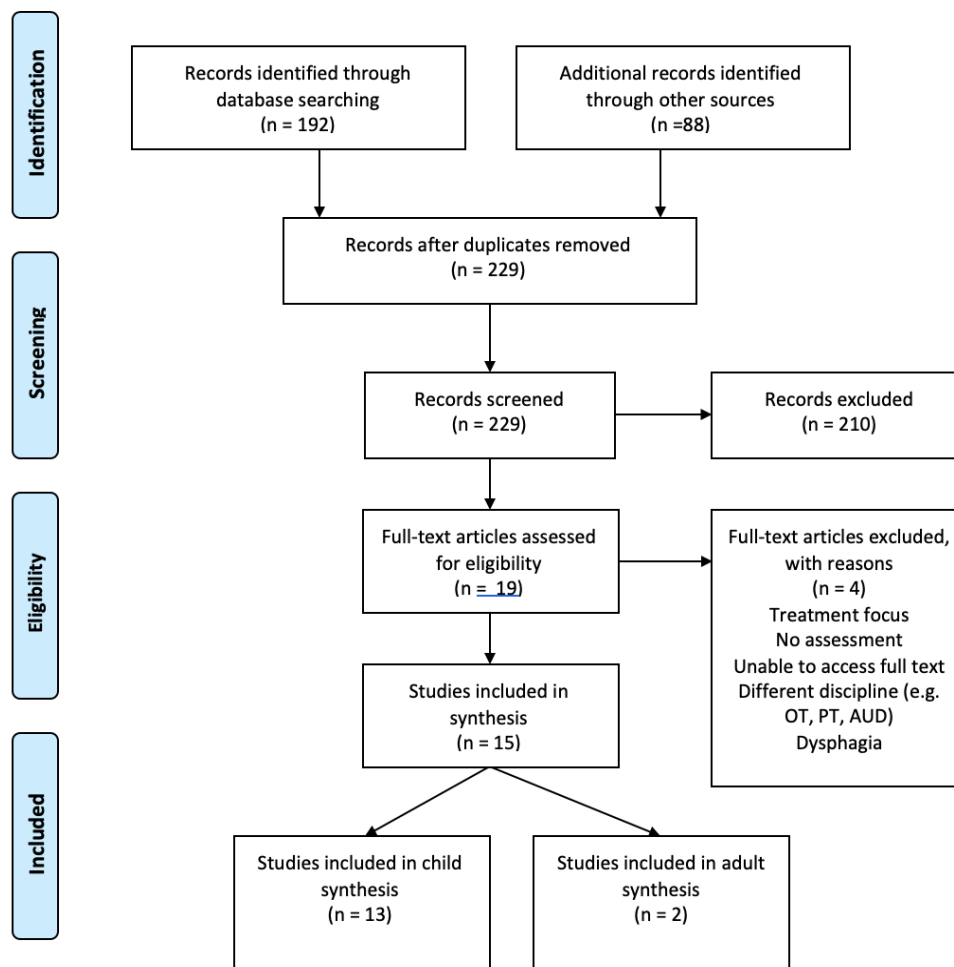 Identification
Records identified through
database searching
(n = 192)
Additional records identified
through other sources
(n =88)
Records after duplicates removed
(n = 229)
Screening
Records screened
(n = 229)
Records excluded
(n = 210)
Eligibility
Full-text articles assessed
for eligibility
(n = 19)
Full-text articles excluded,
with reasons
(n = 4)
Treatment focus
No assessment
Unable to access full text
Different discipline (e.g.
OT, PT, AUD)
Dysphagia
Studies included in
synthesis
(n = 15)
Included
Studies included in child
synthesis
(n = 13)
Studies included in adult
synthesis
(n = 2)